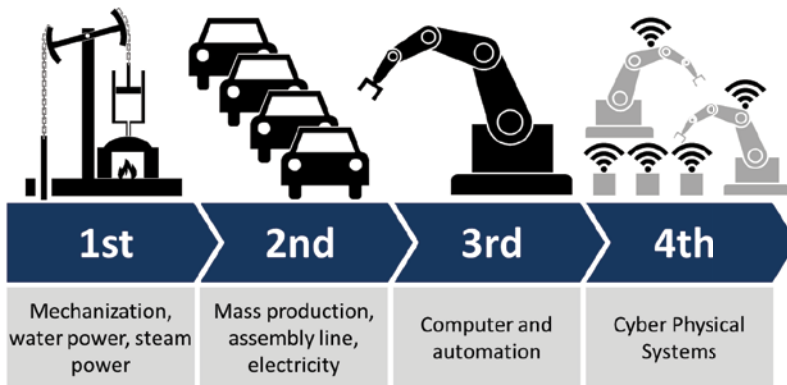 1st
2nd
3rd
4th
Mechanization,
water power, steam
power
Mass production,
assembly line,
electricity
Computer and
automation
Cyber Physical
Systems